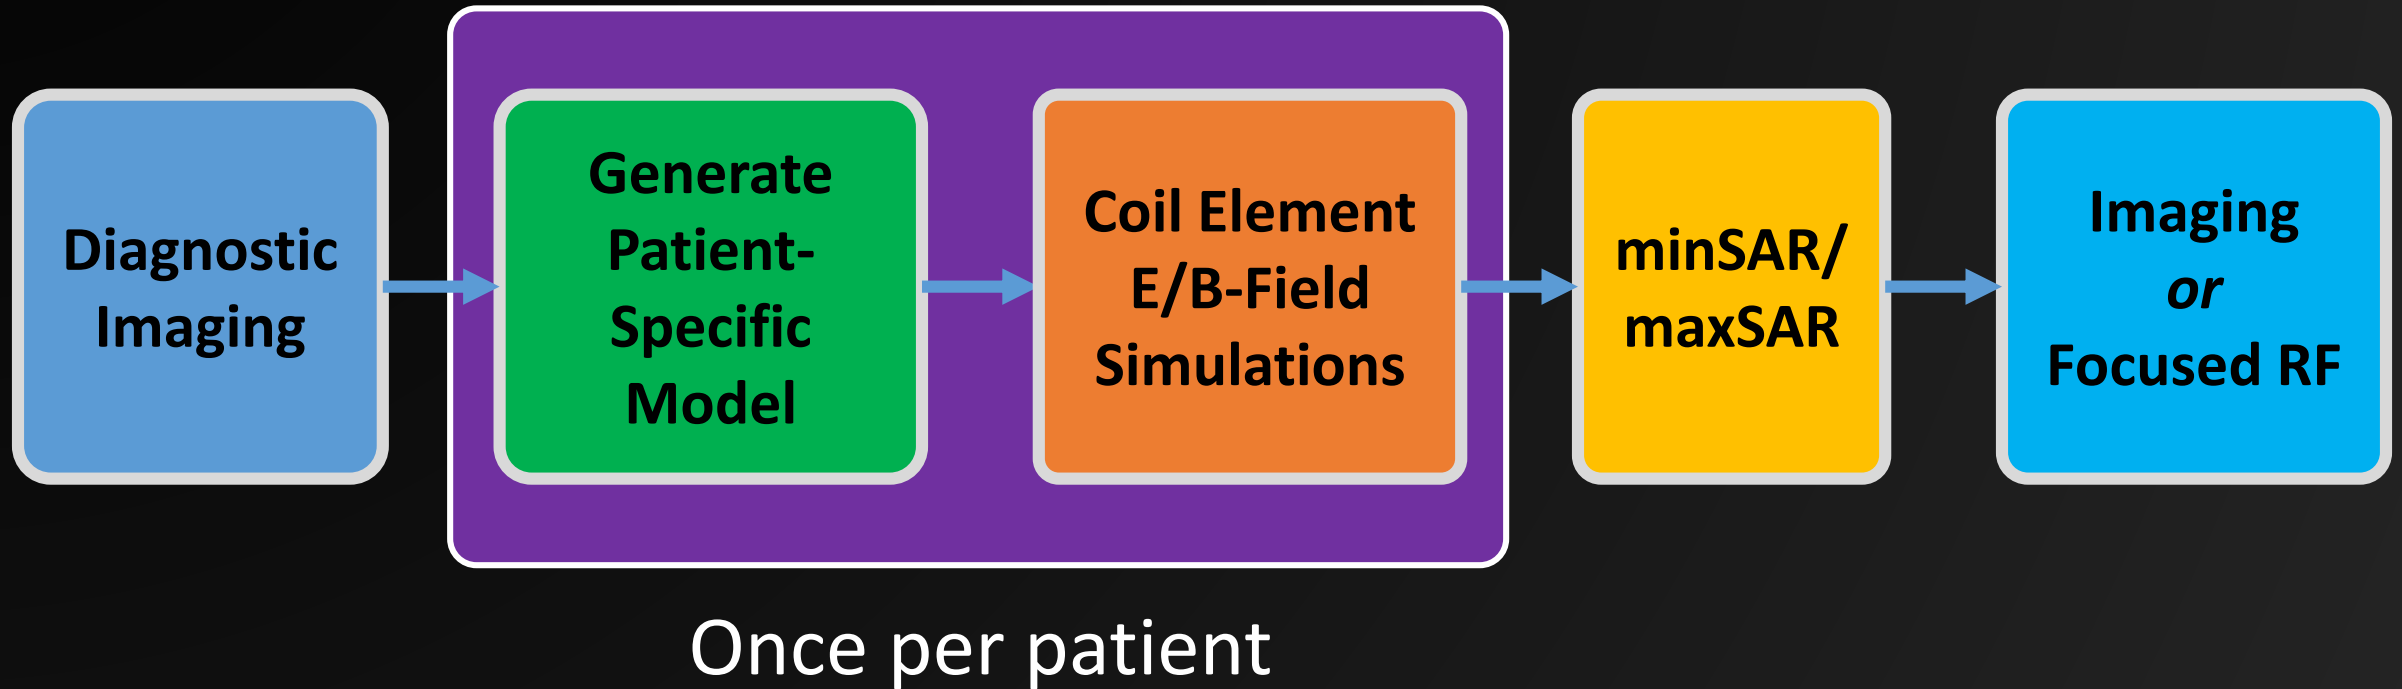 Diagnostic
Imaging
Generate
Patient-
Specific
Model
Coil Element
E/B-Field
Simulations
minSAR/
maxSAR
Imaging
or
Focused RF
Once per patient